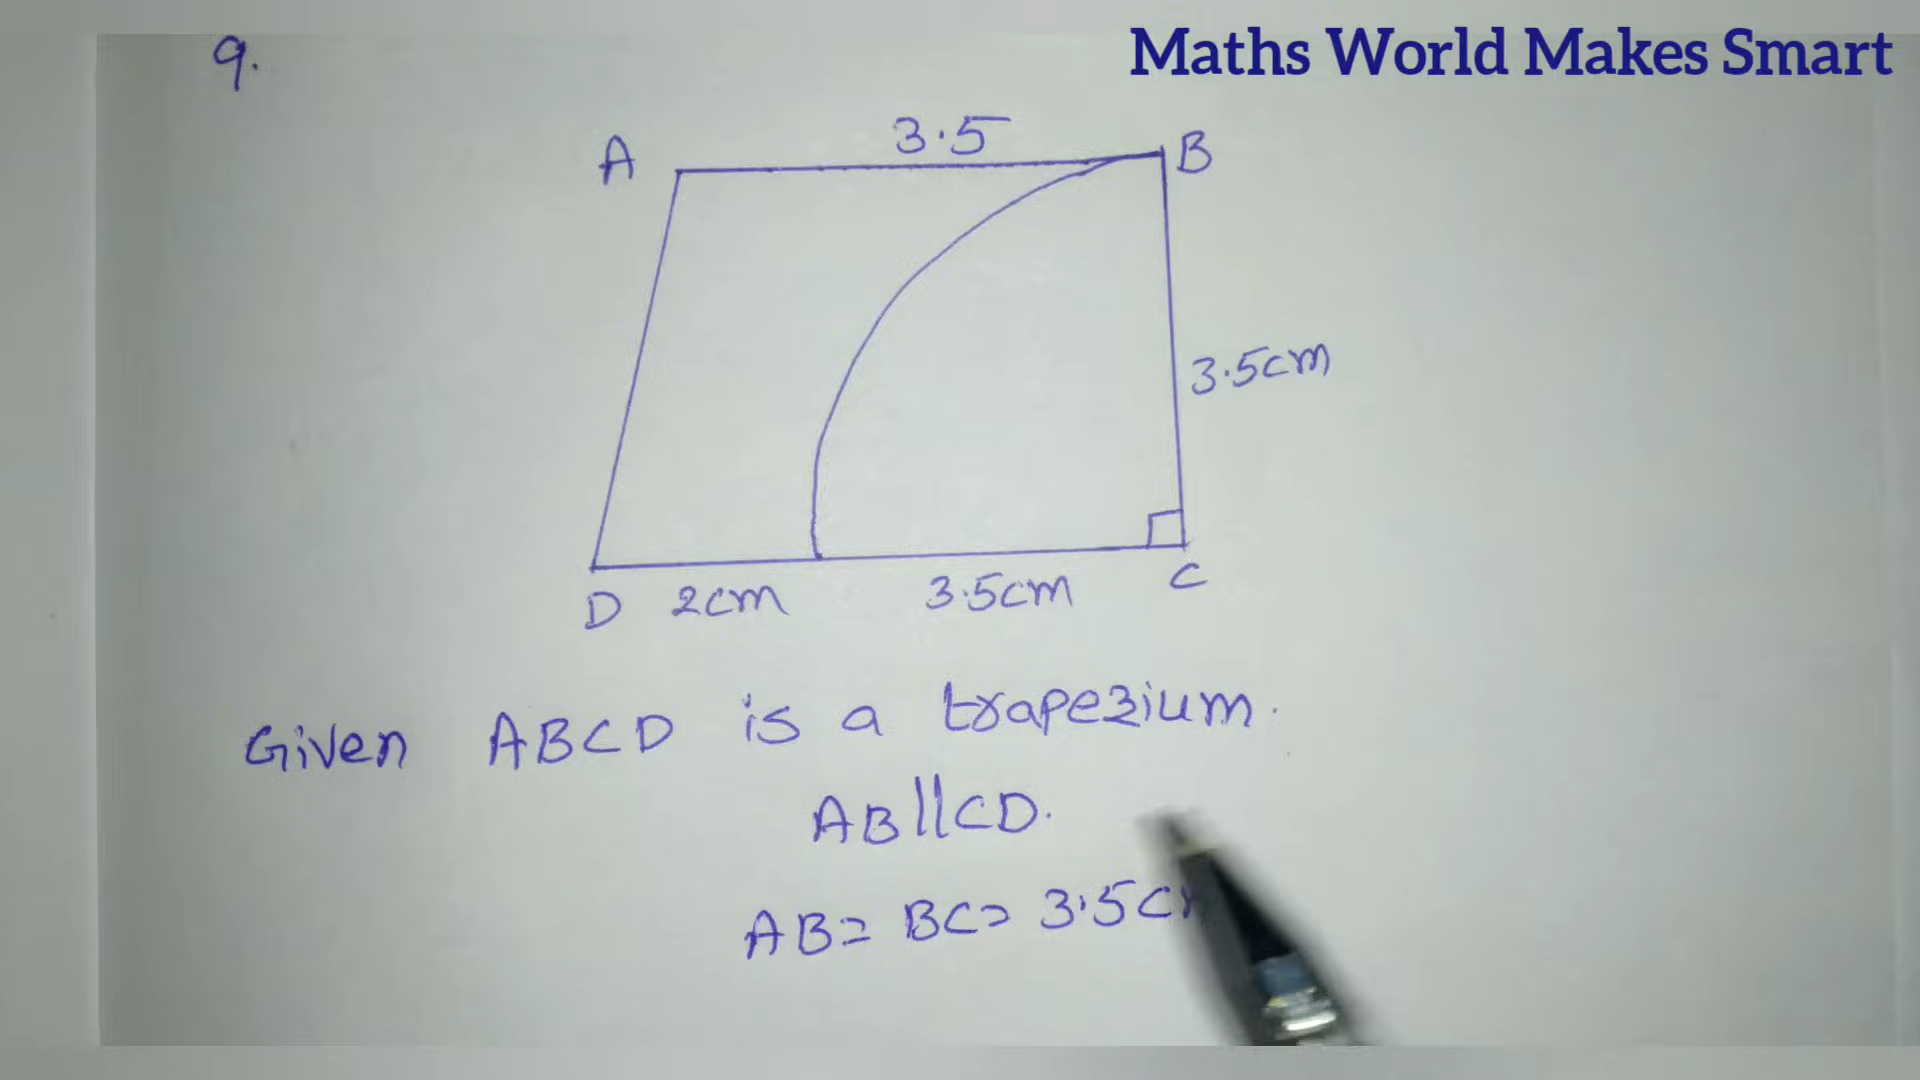 Maths World Makes Smart
9.
3.5
A
B
3.5cm
D 2cm 3.5cm C
Given ABCD is a trapezium.
AB||CD.
AB = BC = 3.5c